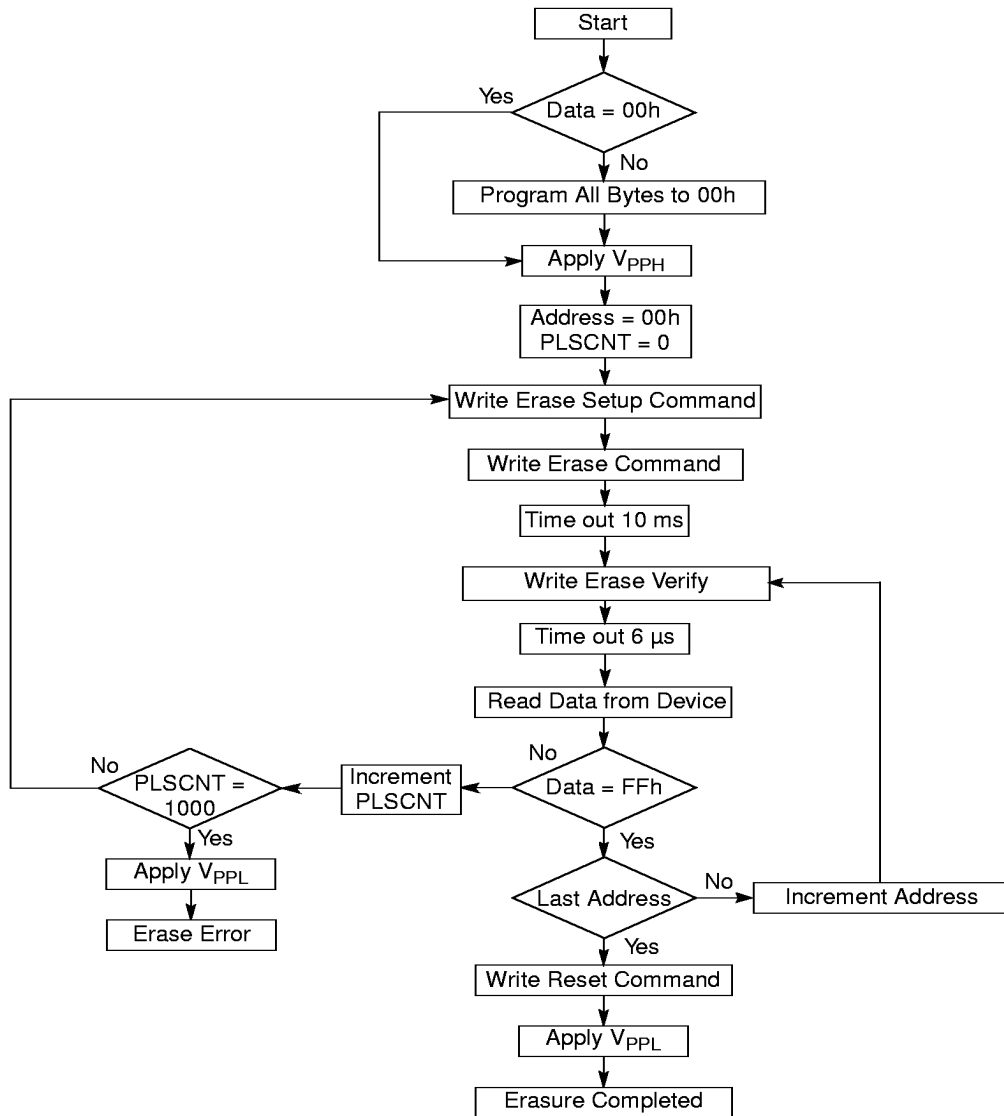 Start
Yes
Data = 00h
No
Program All Bytes to 00h
Apply VPPH
Address = 00h
PLSCNT = 0
Write Erase Setup Command
Write Erase Command
Time out 10 ms
Write Erase Verify
Time out 6 µs
Read Data from Device
No
Data = FFh
Increment
PLSCNT
No
PLSCNT =
1000
Yes
Apply VPPL
Erase Error
Yes
Last Address
No
Increment Address
Yes
Write Reset Command
Apply VPPL
Erasure Completed